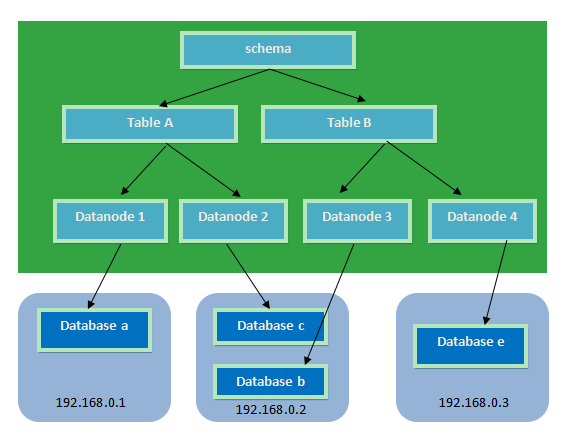 schema
Table A
Table B
Datanode 1
Datanode 2
Datanode 3
Datanode 4
Database a
Database c
Database b
Database e
192.168.0.1
192.168.0.2
192.168.0.3